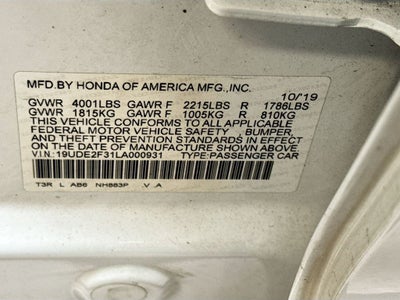 MFD.BY HONDA OF AMERICA MFG.,INC. 10/'19
GVWR 4001LBS GAWR F 2215LBS R 1786LBS
GVWR 1815KG GAWR F 1005KG R 810KG
THIS VEHICLE CONFORMS TO ALL APPLICABLE
FEDERAL MOTOR VEHICLE SAFETY , BUMPER,
AND THEFT PREVENTION STANDARDS IN EFFECT
ON THE DATE OF MANUFACTURE SHOWN ABOVE.
VIN:19UDE2F31LA000931 TYPE:PASSENGER CAR
T3R L AB6 NH883P .V .A